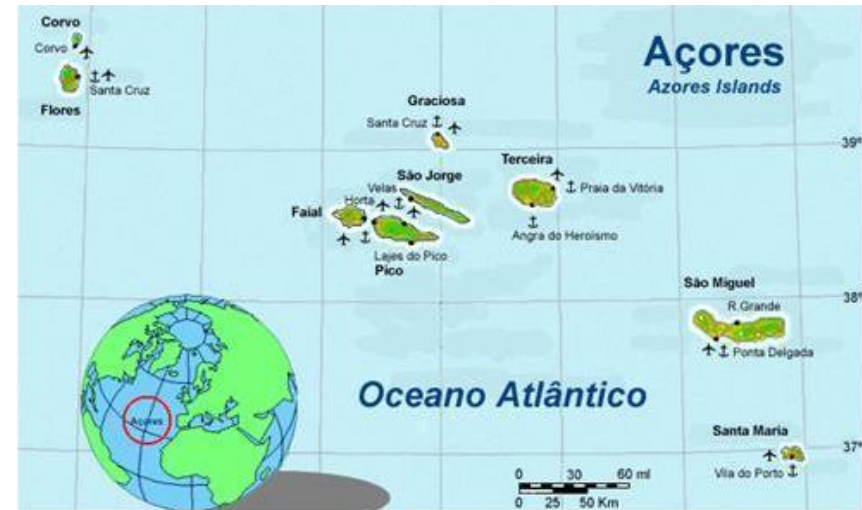 Corvo
Corvo
Santa Cruz
Flores
Açores
Azores Islands
Graciosa
Santa Cruz
39º
Terceira
São Jorge
Velas
Praia da Vitória
Horta
Faial
Angra do Heroísmo
Lajes do Pico
Pico
São Miguel
38º
R.Grande
Ponta Delgada
Oceano Atlântico
Açores
Santa Maria
37º
Vila do Porto
0 30 60 ml
0 25 50 Km